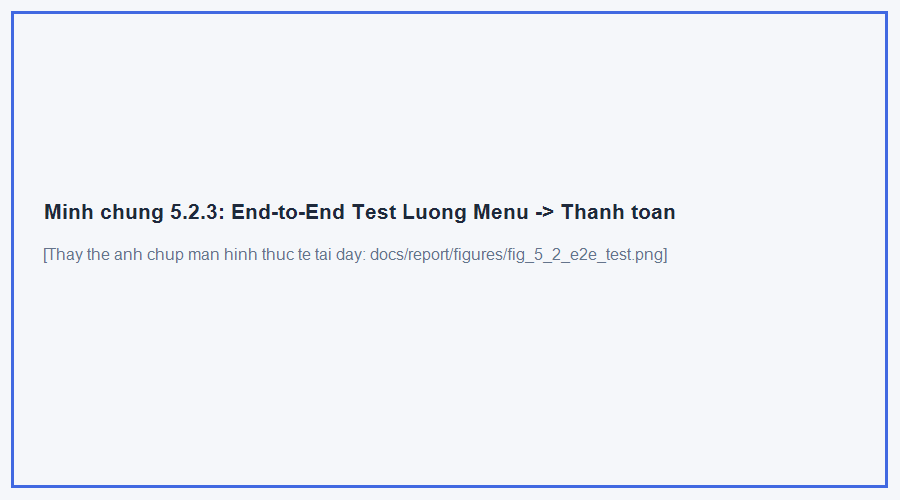 Minh chung 5.2.3: End-to-End Test Luong Menu -> Thanh toan
[Thay the anh chup man hinh thuc te tai day: docs/report/figures/fig_5_2_e2e_test.png]